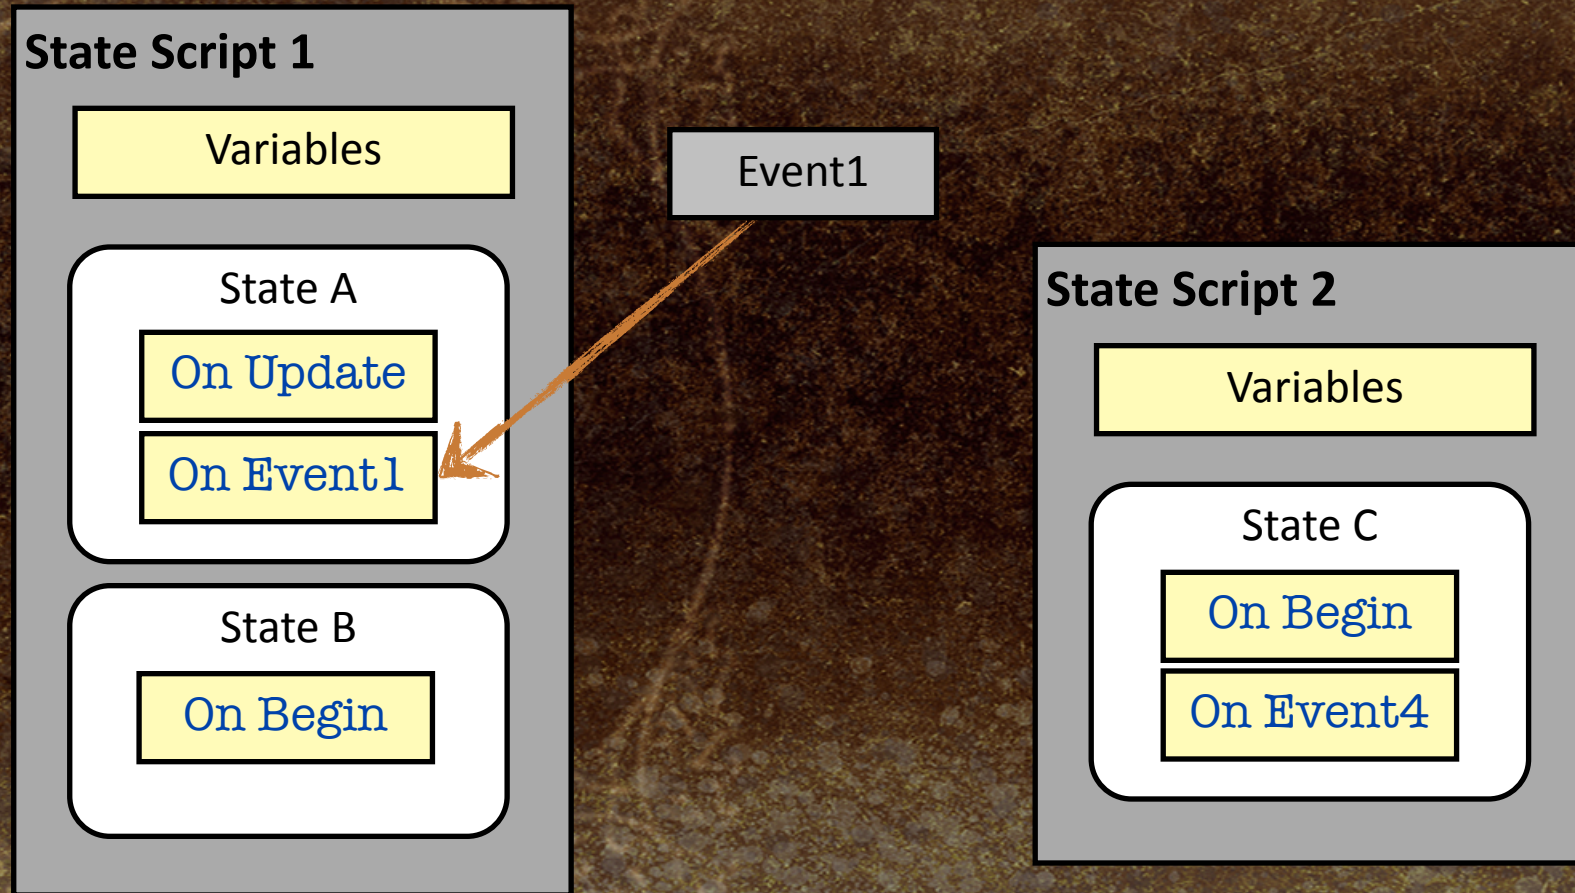 State Script 1
Variables
State A
On Update
On Event1
State B
On Begin
Event1
State Script 2
Variables
State C
On Begin
On Event4